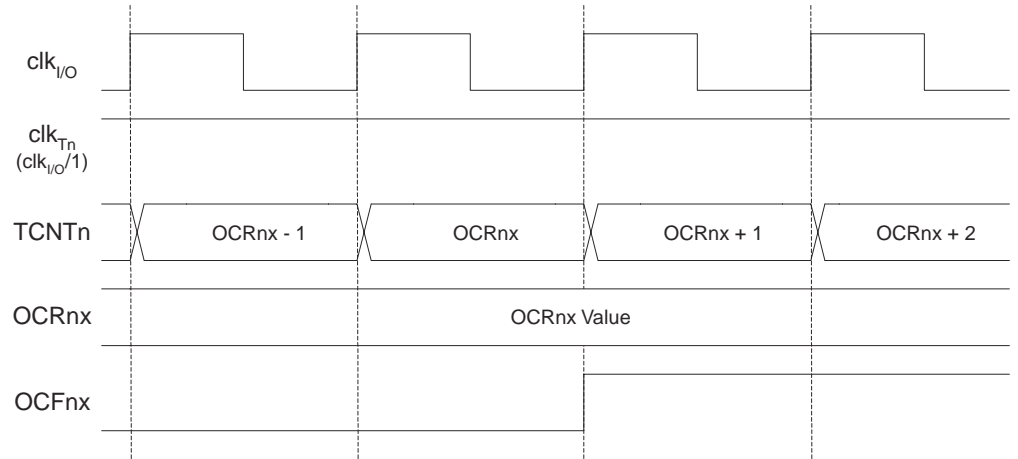 clkI/O
clkTn
(clkI/O/1)
TCNTn OCRnx - 1 OCRnx OCRnx + 1 OCRnx + 2
OCRnx OCRnx Value
OCFnx